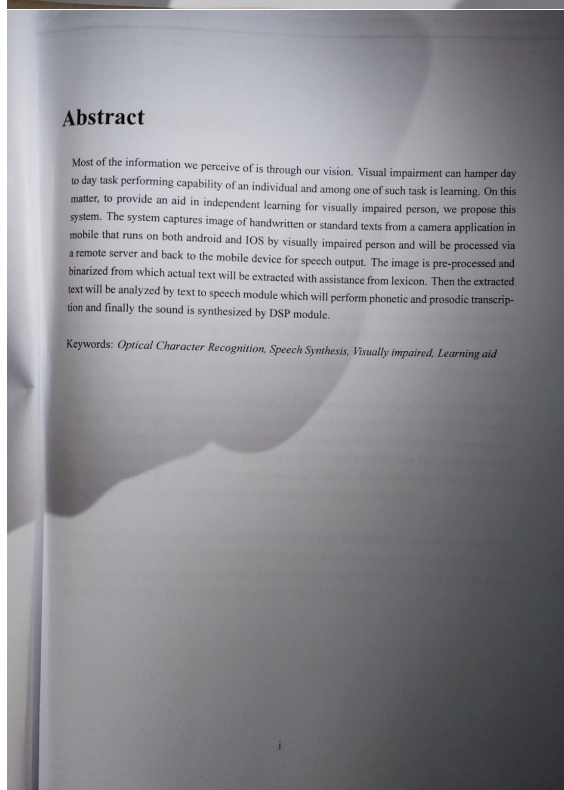 Abstract
Most of the information we perceive of is through our vision. Visual impairment can hamper day
to day task performing capability of an individual and among one of such task is learning. On this
matter, to provide an aid in independent learning for visually impaired person, we propose this
system. The system captures image of handwritten or standard texts from a camera application in
mobile that runs on both android and IOS by visually impaired person and will be processed via
a remote server and back to the mobile device for speech output. The image is pre-processed and
binarized from which actual text will be extracted with assistance from lexicon. Then the extracted
text will be analyzed by text to speech module which will perform phonetic and prosodic transcrip-
tion and finally the sound is synthesized by DSP module.
Keywords: Optical Character Recognition, Speech Synthesis, Visually impaired, Learning aid
i